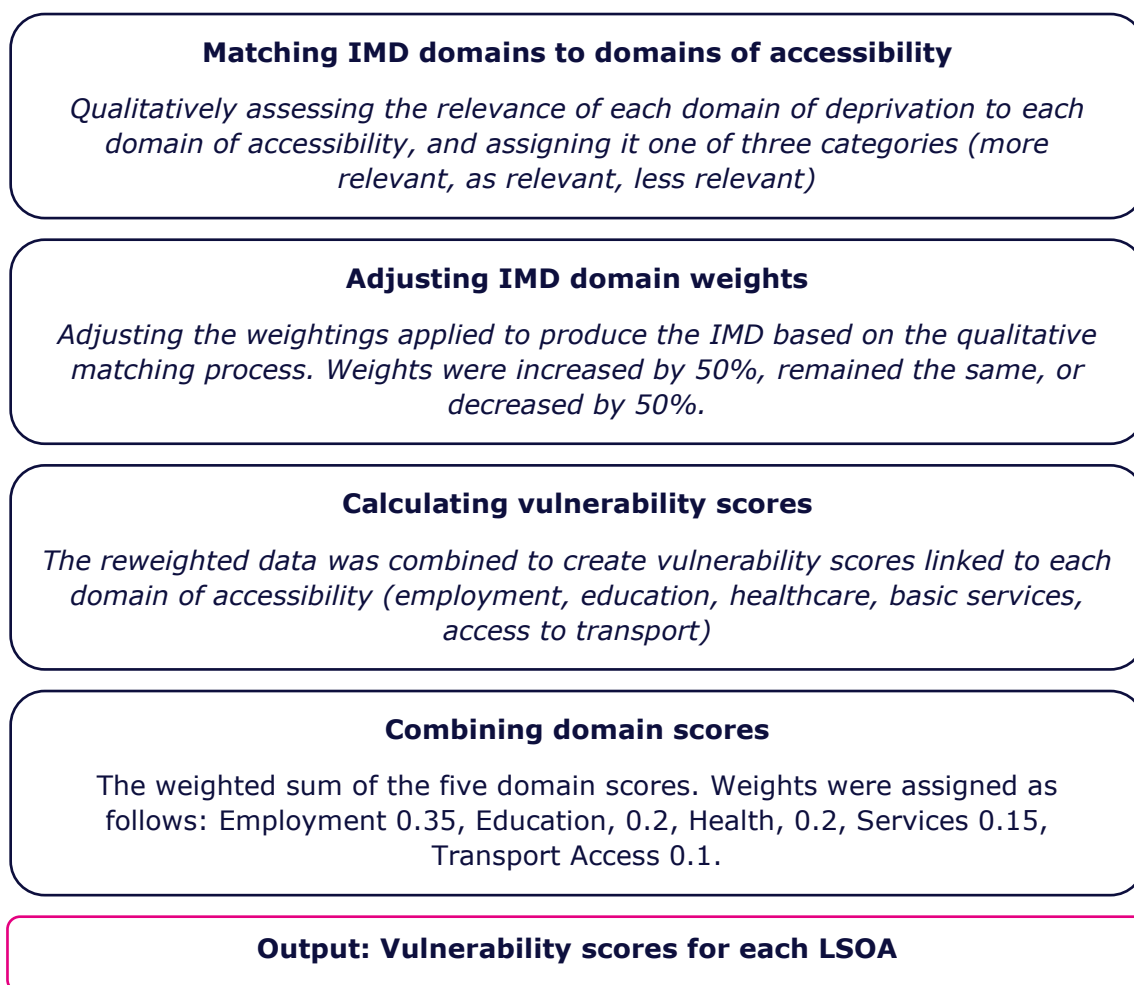 Matching IMD domains to domains of accessibility
Qualitatively assessing the relevance of each domain of deprivation to each
domain of accessibility, and assigning it one of three categories (more
relevant, as relevant, less relevant)
Adjusting IMD domain weights
Adjusting the weightings applied to produce the IMD based on the qualitative
matching process. Weights were increased by 50%, remained the same, or
decreased by 50%.
Calculating vulnerability scores
The reweighted data was combined to create vulnerability scores linked to each
domain of accessibility (employment, education, healthcare, basic services,
access to transport)
Combining domain scores
The weighted sum of the five domain scores. Weights were assigned as
follows: Employment 0.35, Education, 0.2, Health, 0.2, Services 0.15,
Transport Access 0.1.
Output: Vulnerability scores for each LSOA